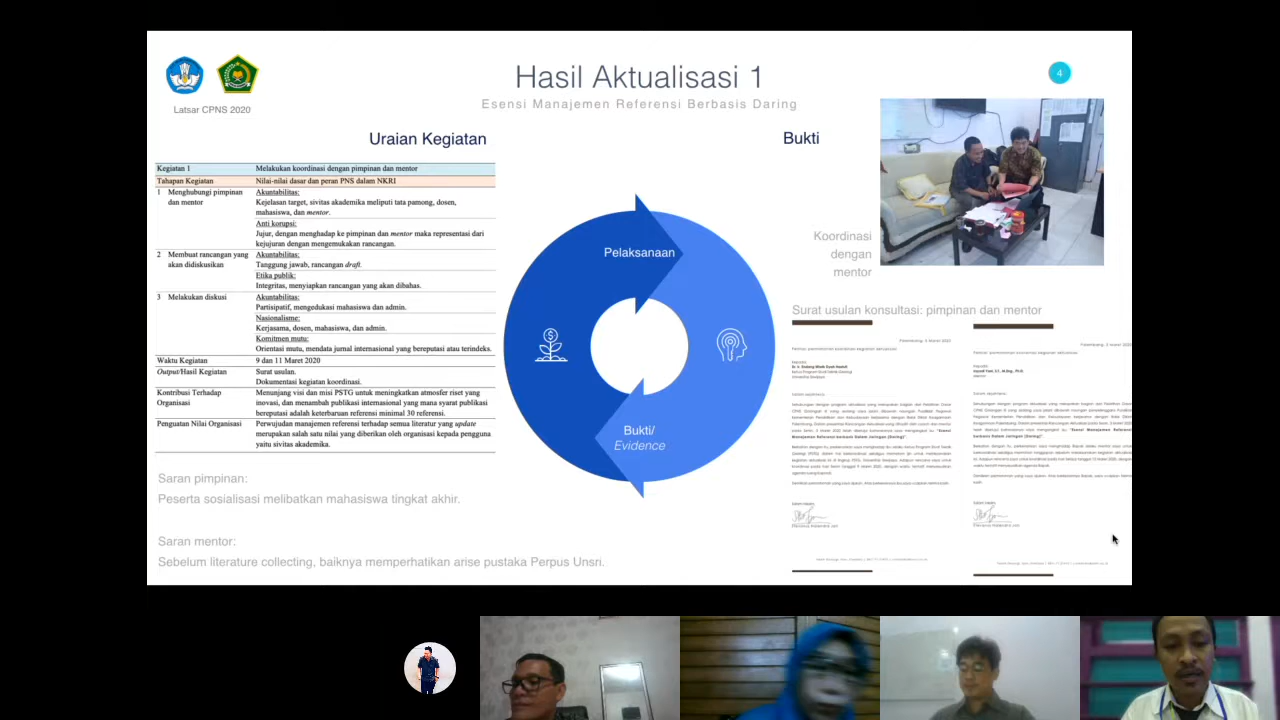 Latsar CPNS 2020
Hasil Aktualisasi 1
Esensi Manajemen Referensi Berbasis Daring
4
Uraian Kegiatan
Kegiatan 1 Melakukan koordinasi dengan pimpinan dan mentor
Tahapan Kegiatan Nilai-nilai dasar dan peran PNS dalam NKRI
1 Menghubungi pimpinan dan mentor
Akuntabilitas:
Kejelasan target, sivitas akademika meliputi tata pamong, dosen,
mahasiswa, dan mentor.
Anti korupsi:
Jujur, dengan menghadap ke pimpinan dan mentor maka representasi dari
kejujuran dengan mengemukakan rancangan.
2 Membuat rancangan yang akan didiskusikan
Akuntabilitas:
Tanggung jawab, rancangan draft.
Etika publik:
Integritas, menyiapkan rancangan yang akan dibahas.
3 Melakukan diskusi
Akuntabilitas:
Partisipatif, mengedukasi mahasiswa dan admin.
Nasionalisme:
Kerjasama, dosen, mahasiswa, dan admin.
Komitmen mutu:
Orientasi mutu, mendata jurnal internasional yang bereputasi atau terindeks.
Waktu Kegiatan 9 dan 11 Maret 2020
Output/Hasil Kegiatan Surat usulan.
Dokumentasi kegiatan koordinasi.
Kontribusi Terhadap Organisasi
Menunjang visi dan misi PSTG untuk meningkatkan atmosfer riset yang
inovasi, dan menambah publikasi internasional yang mana syarat publikasi
bereputasi adalah keterbaruan referensi minimal 30 referensi.
Penguatan Nilai Organisasi
Perwujudan manajemen referensi terhadap semua literatur yang update
merupakan salah satu nilai yang diberikan oleh organisasi kepada pengguna
yaitu sivitas akademika.
Saran pimpinan:
Peserta sosialisasi melibatkan mahasiswa tingkat akhir.
Saran mentor:
Sebelum literature collecting, baiknya memperhatikan arise pustaka Perpus Unsri.
Pelaksanaan
Bukti/
Evidence
Bukti
Koordinasi
dengan
mentor
Surat usulan konsultasi: pimpinan dan mentor